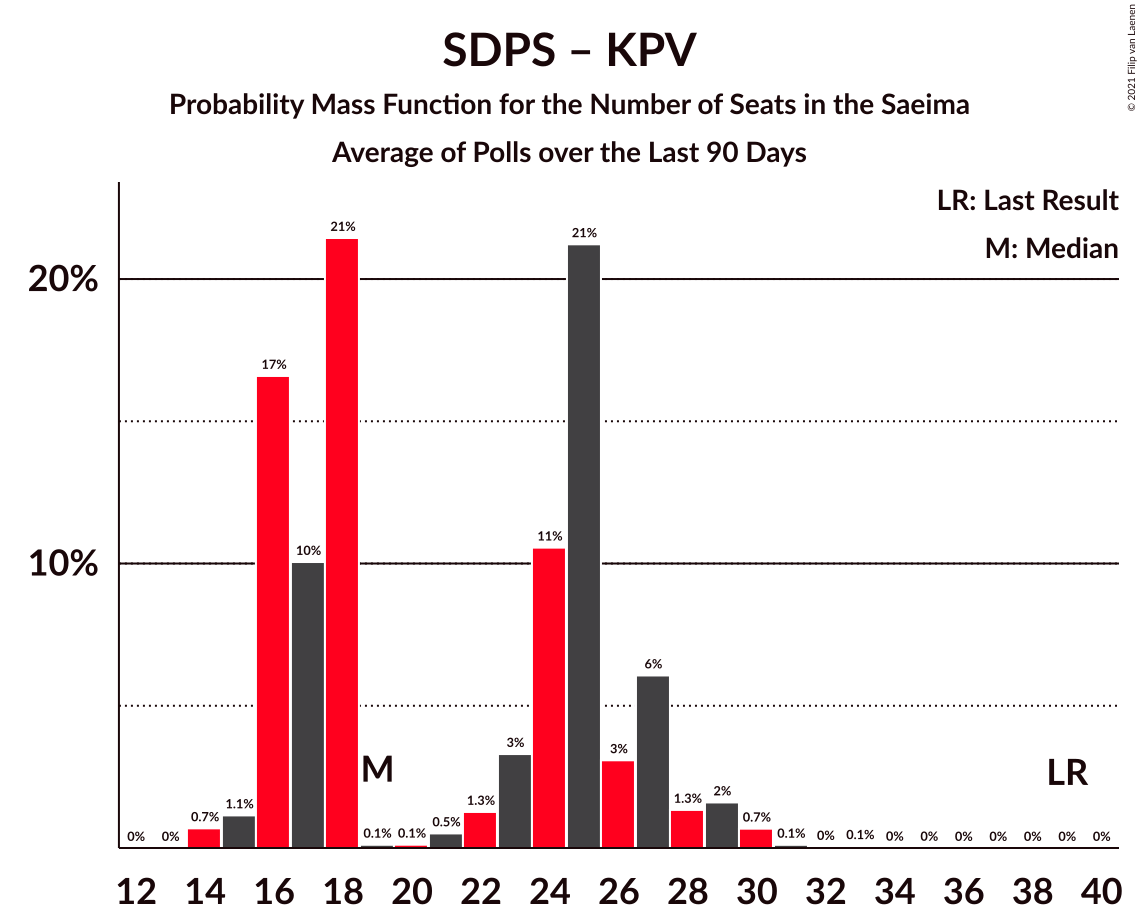 SDPS – KPV
Probability Mass Function for the Number of Seats in the Saeima
Average of Polls over the Last 90 Days
© 2021 Filip van Laenen
LR: Last Result
M: Median
20%
10%
0% 0% 0.7% 1.1% 17% 10% 21% 0.1% 0.1% 0.5% 1.3% 3% 11% 21% 3% 6% 1.3% 2% 0.7% 0.1% 0% 0.1% 0% 0% 0% 0% 0% 0% 0%
M
LR
12 14 16 18 20 22 24 26 28 30 32 34 36 38 40